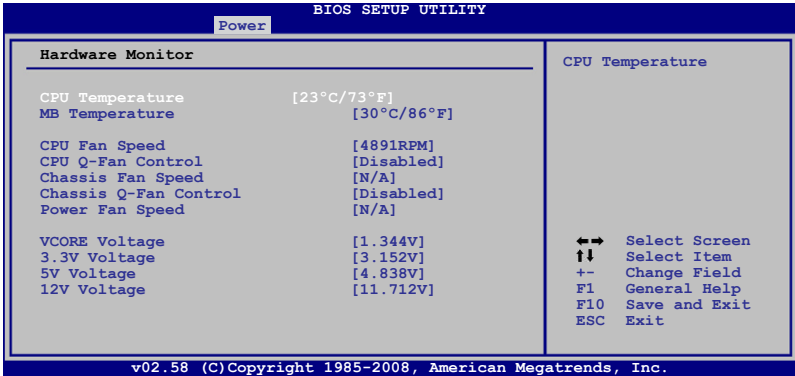 BIOS SETUP UTILITY
Power
Hardware Monitor
CPU Temperature [23°C/73°F]
MB Temperature [30°C/86°F]
CPU Fan Speed [4891RPM]
CPU Q-Fan Control [Disabled]
Chassis Fan Speed [N/A]
Chassis Q-Fan Control [Disabled]
Power Fan Speed [N/A]
VCORE Voltage [1.344V]
3.3V Voltage [3.152V]
5V Voltage [4.838V]
12V Voltage [11.712V]
CPU Temperature
←→ Select Screen
↑↓ Select Item
+- Change Field
F1 General Help
F10 Save and Exit
ESC Exit
v02.58 (C)Copyright 1985-2008, American Megatrends, Inc.